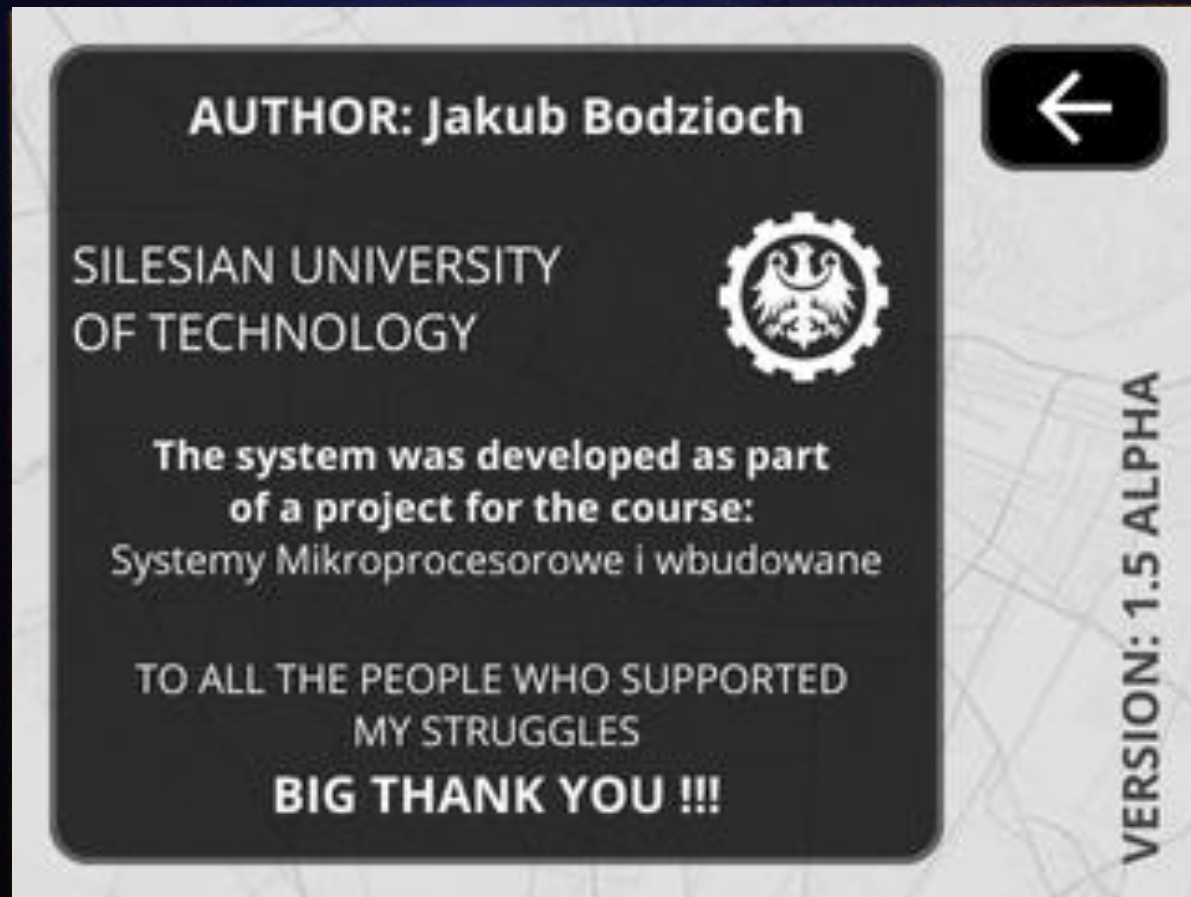 AUTHOR: Jakub Bodzioch
SILESIAN UNIVERSITY
OF TECHNOLOGY
The system was developed as part
of a project for the course:
Systemy Mikroprocesorowe i wbudowane
TO ALL THE PEOPLE WHO SUPPORTED
MY STRUGGLES
BIG THANK YOU !!!
VERSION: 1.5 ALPHA